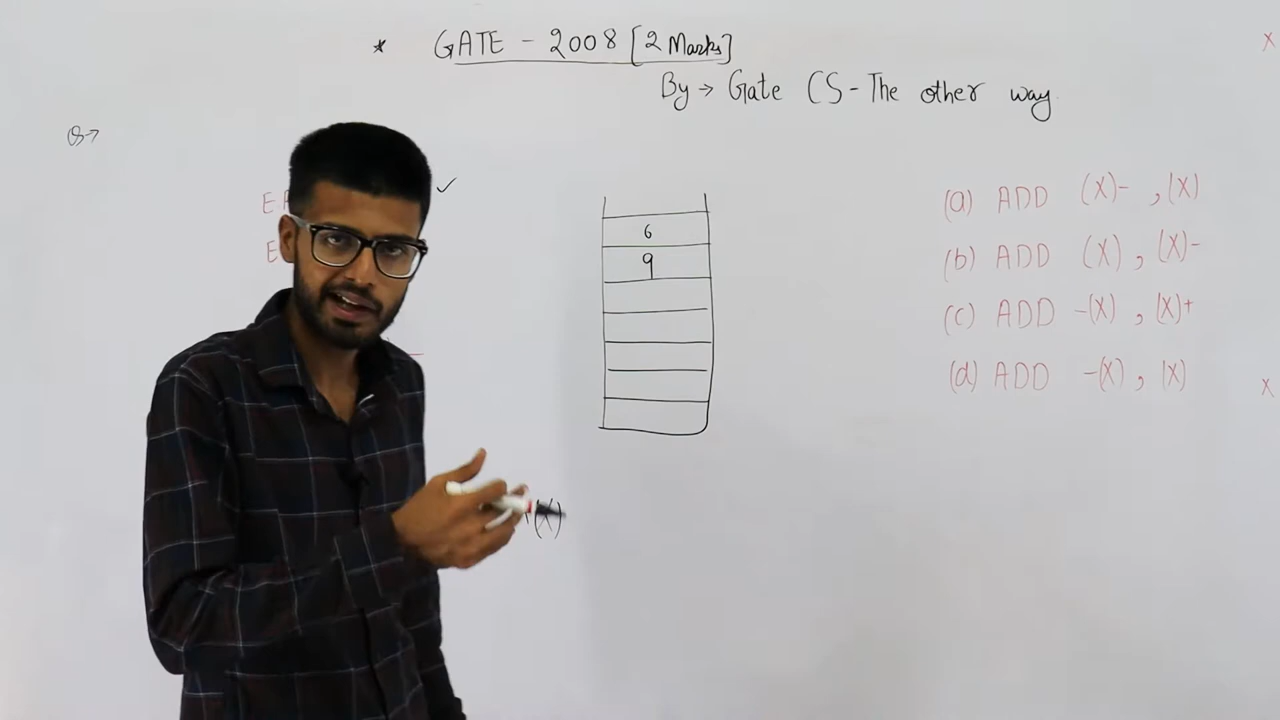 * GATE - 2008 [2 Marks]
By → Gate CS - The other way
Q→
(a) ADD (X)- , (X)
(b) ADD (X) , (X)-
(c) ADD -(X) , (X)+
(d) ADD -(X) , (X)
6
9
(X)
x
x